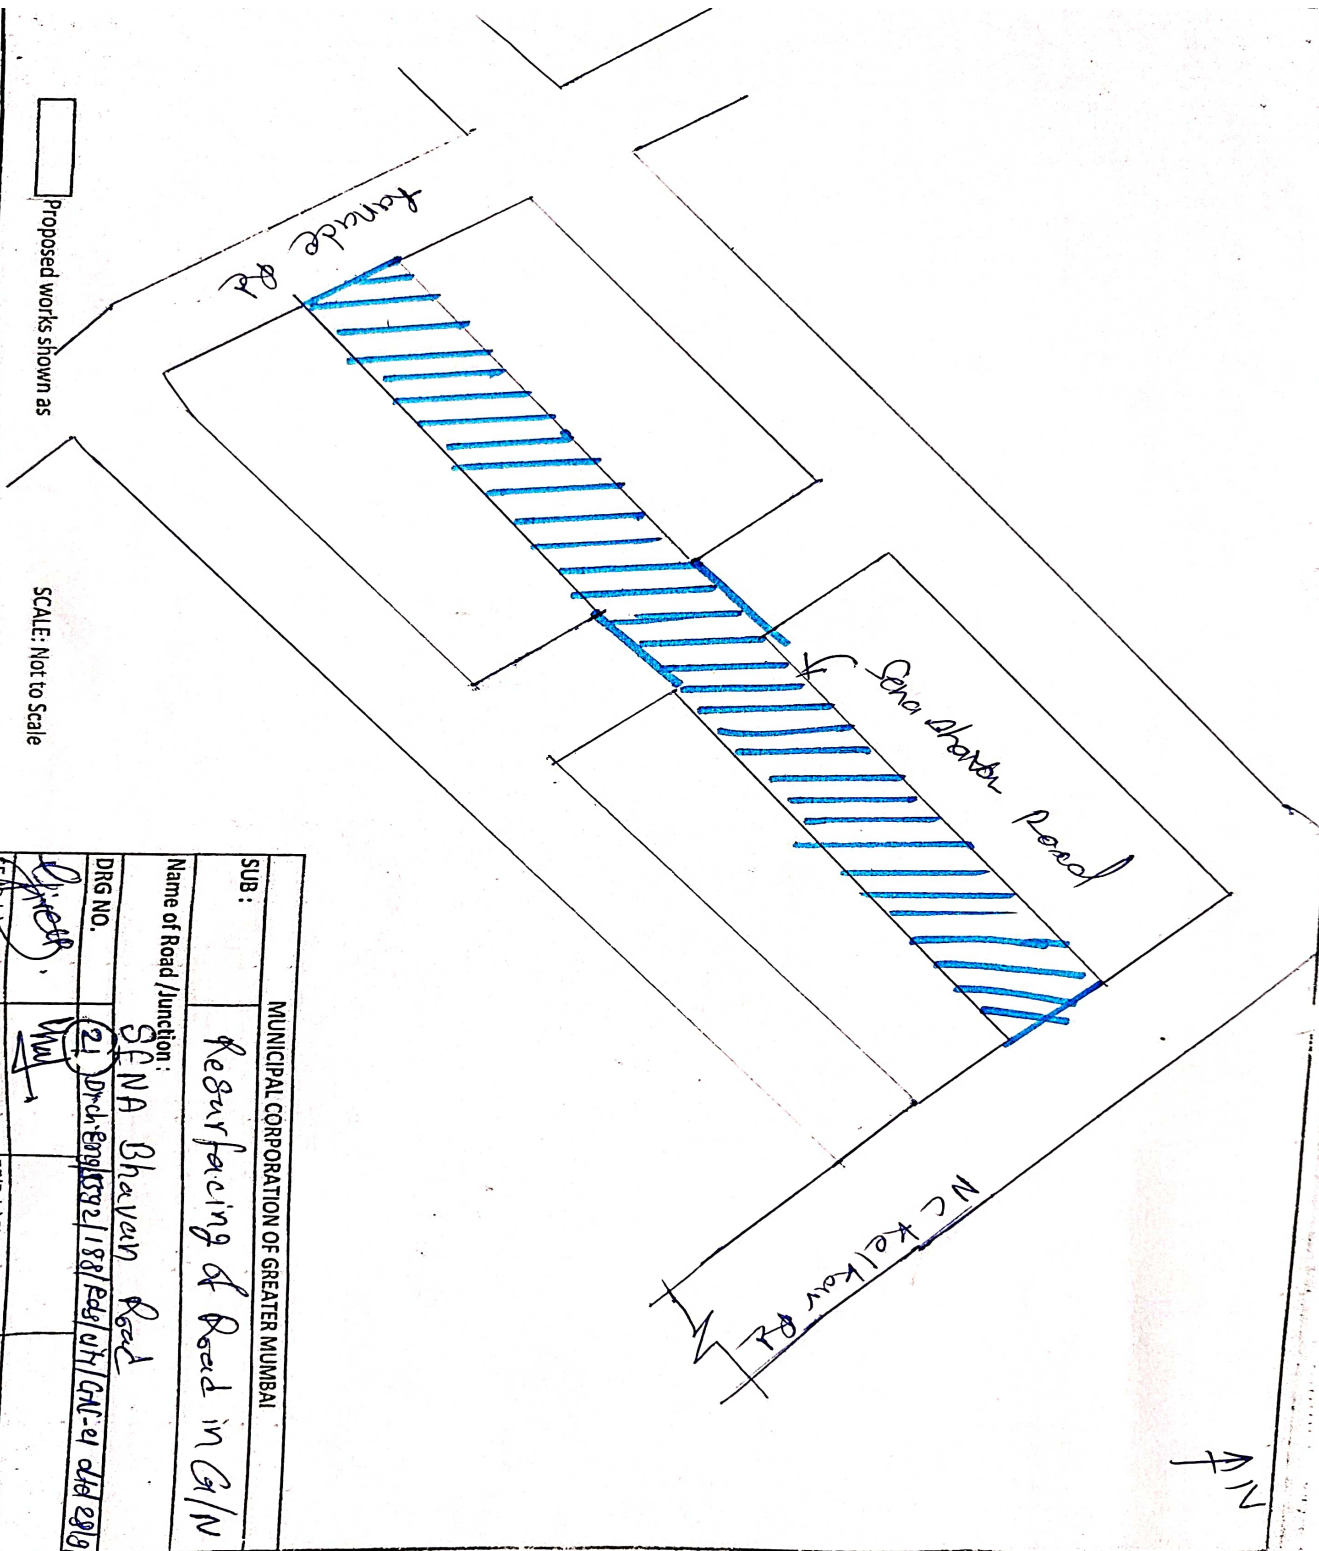 N
Ranade Rd
Sena bhavan Road
N C Kelkar Rd
Proposed works shown as
SCALE: Not to Scale
MUNICIPAL CORPORATION OF GREATER MUMBAI
SUB : Resurfacing of Road in G/N
Name of Road /Junction :
SENA Bhavan Road
DRG NO. 21